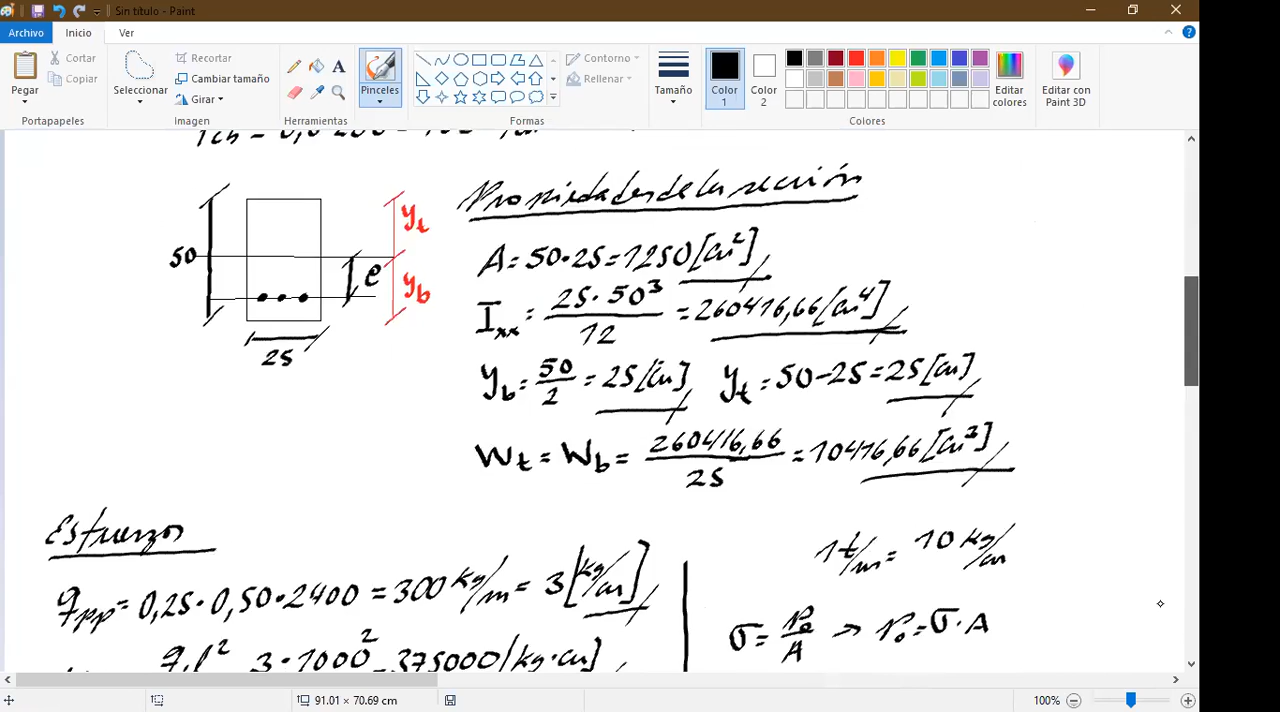 Sin título - Paint
Archivo Inicio Ver
Pegar
Cortar
Copiar
Portapapeles
Seleccionar
Recortar
Cambiar tamaño
Girar
Imagen
A
Herramientas
Pinceles
Contorno
Rellenar
Formas
Tamaño
Color 1
Color 2
Editar colores
Editar con Paint 3D
Colores
50
25
e
yt
yb
Propiedades de la sección
A = 50·25 = 1250 [cm²]
Ixx = 25·50³ / 12 = 260416,66 [cm⁴]
yb = 50/2 = 25 [cm] yt = 50-25 = 25 [cm]
Wt = Wb = 260416,66 / 25 = 10416,66 [cm³]
Esfuerzos
1 t/m = 10 kg/cm
qpp = 0,25·0,50·2400 = 300 kg/m = 3 [kg/cm]
σ = Po/A → Po = σ·A
q·l² 3·1000² = 375000 [kg·cm]
91.01 × 70.69 cm
100%